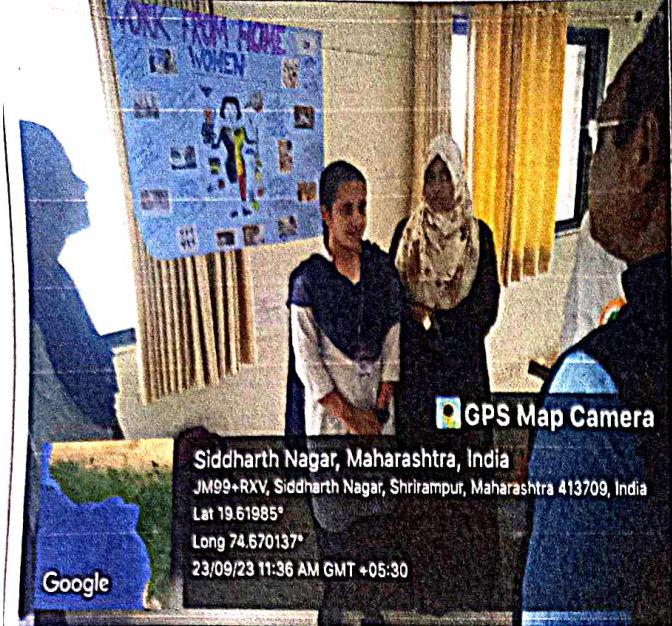 WORK FROM HOME
WOMEN
GPS Map Camera
Siddharth Nagar, Maharashtra, India
JM99+RXV, Siddharth Nagar, Shrirampur, Maharashtra 413709, India
Lat 19.61985°
Long 74.670137°
23/09/23 11:36 AM GMT +05:30
Google